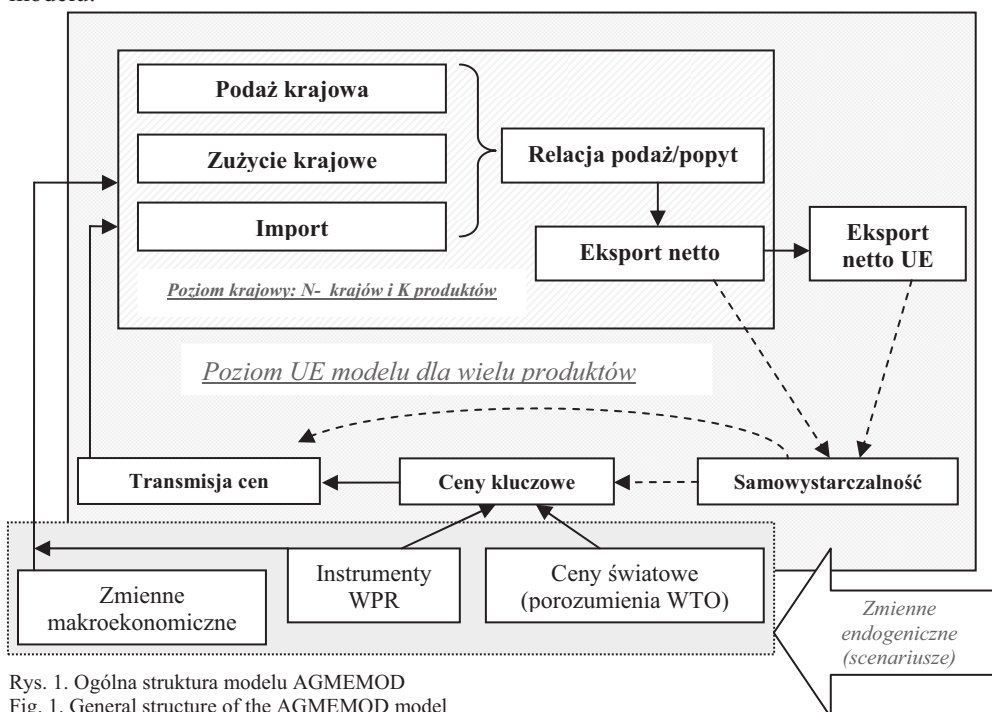 modelu.
Podaż krajowa
Zużycie krajowe
Import
Relacja podaż/popyt
Eksport netto
Eksport
netto UE
Poziom krajowy: N- krajów i K produktów
Poziom UE modelu dla wielu produktów
Transmisja cen
Ceny kluczowe
Samowystarczalność
Zmienne
makroekonomiczne
Instrumenty
WPR
Ceny światowe
(porozumienia WTO)
Zmienne
endogeniczne
(scenariusze)
Rys. 1. Ogólna struktura modelu AGMEMOD
Fig. 1. General structure of the AGMEMOD model